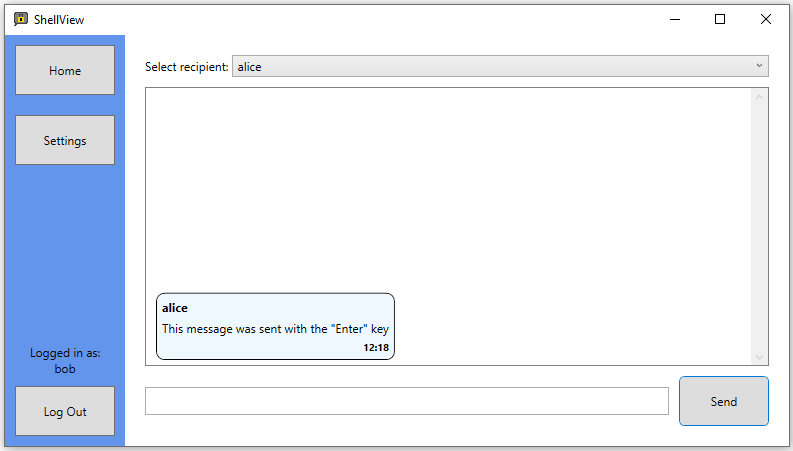 ShellView
Home
Settings
Logged in as:
bob
Log Out
Select recipient: alice
alice
This message was sent with the "Enter" key
12:18
Send